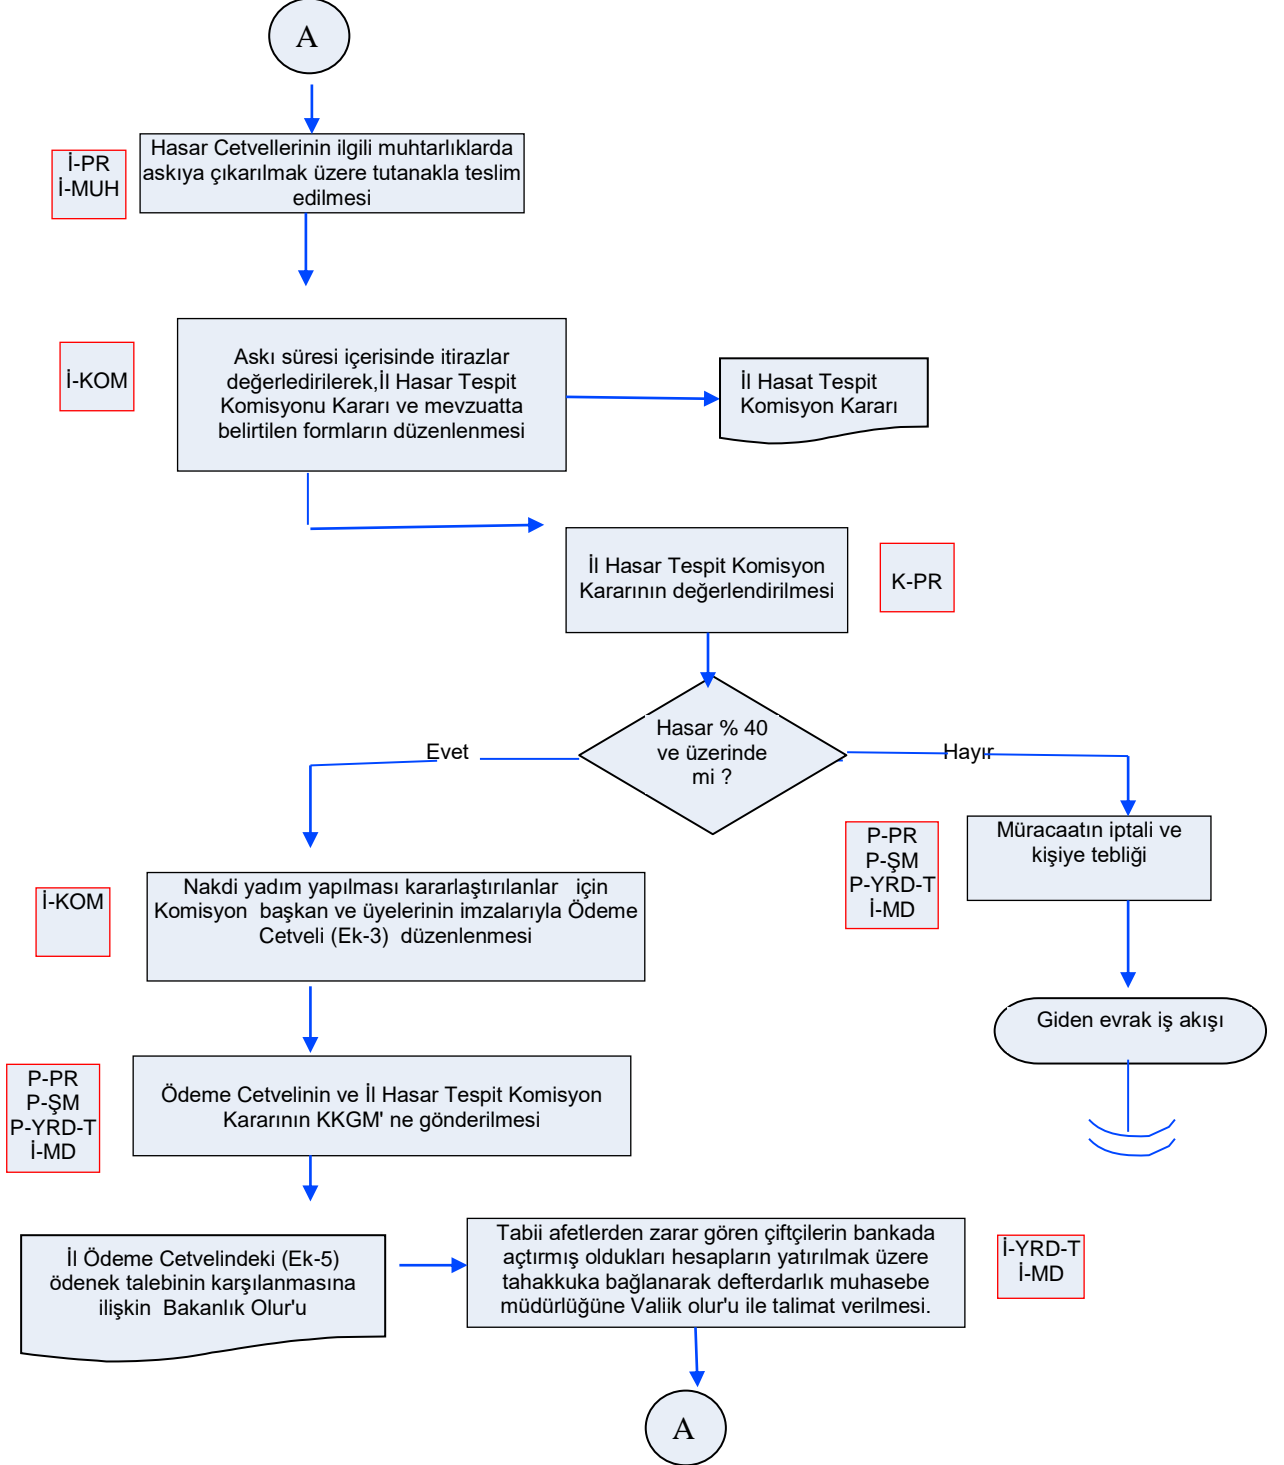 A
İ-PR
İ-MUH
Hasar Cetvellerinin ilgili muhtarlıklarda
askıya çıkarılmak üzere tutanakla teslim
edilmesi
İ-KOM
Askı süresi içerisinde itirazlar
değerledirilerek,İl Hasar Tespit
Komisyonu Kararı ve mevzuatta
belirtilen formların düzenlenmesi
İl Hasat Tespit
Komisyon Kararı
İl Hasar Tespit Komisyon
Kararının değerlendirilmesi
K-PR
Hasar % 40
ve üzerinde
mi ?
Evet
Hayır
P-PR
P-ŞM
P-YRD-T
İ-MD
Müracaatın iptali ve
kişiye tebliği
İ-KOM
Nakdi yadım yapılması kararlaştırılanlar için
Komisyon başkan ve üyelerinin imzalarıyla Ödeme
Cetveli (Ek-3) düzenlenmesi
Giden evrak iş akışı
P-PR
P-ŞM
P-YRD-T
İ-MD
Ödeme Cetvelinin ve İl Hasar Tespit Komisyon
Kararının KKGM' ne gönderilmesi
İl Ödeme Cetvelindeki (Ek-5)
ödenek talebinin karşılanmasına
ilişkin Bakanlık Olur'u
Tabii afetlerden zarar gören çiftçilerin bankada
açtırmış oldukları hesapların yatırılmak üzere
tahakkuka bağlanarak defterdarlık muhasebe
müdürlüğüne Valiik olur'u ile talimat verilmesi.
İ-YRD-T
İ-MD
A